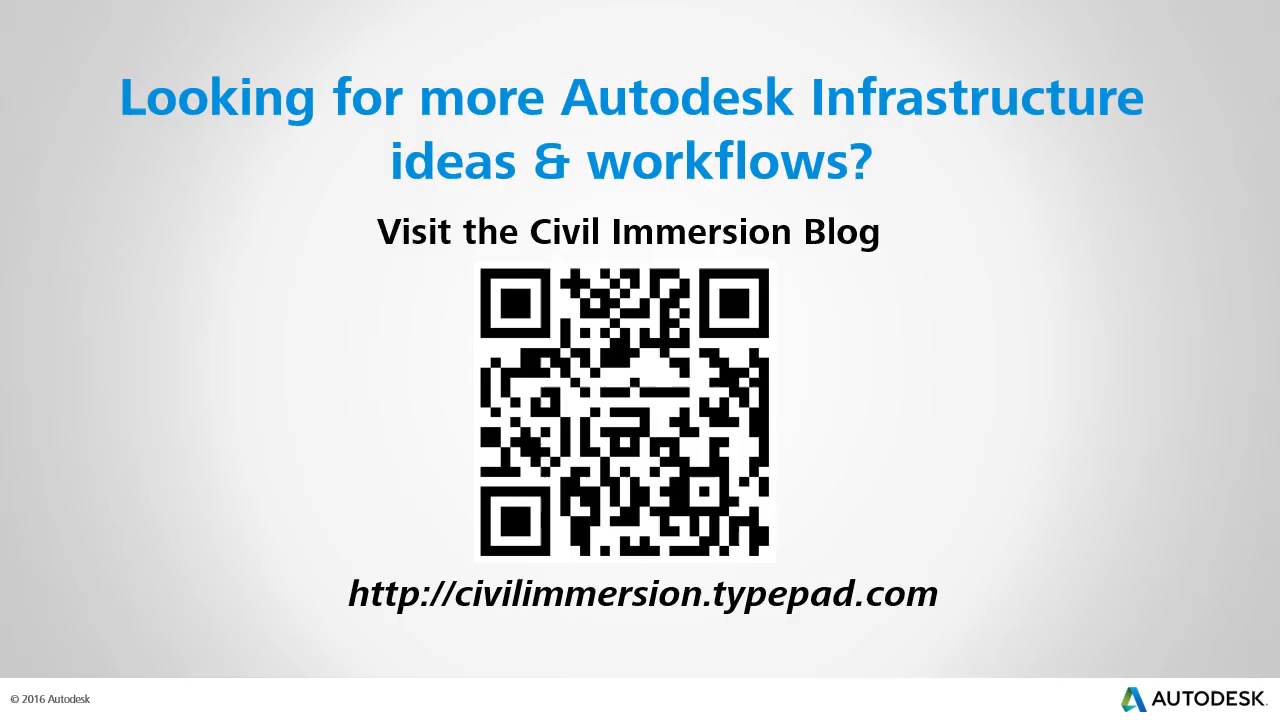 Looking for more Autodesk Infrastructure
ideas & workflows?
Visit the Civil Immersion Blog
http://civilimmersion.typepad.com
© 2016 Autodesk
AUTODESK.